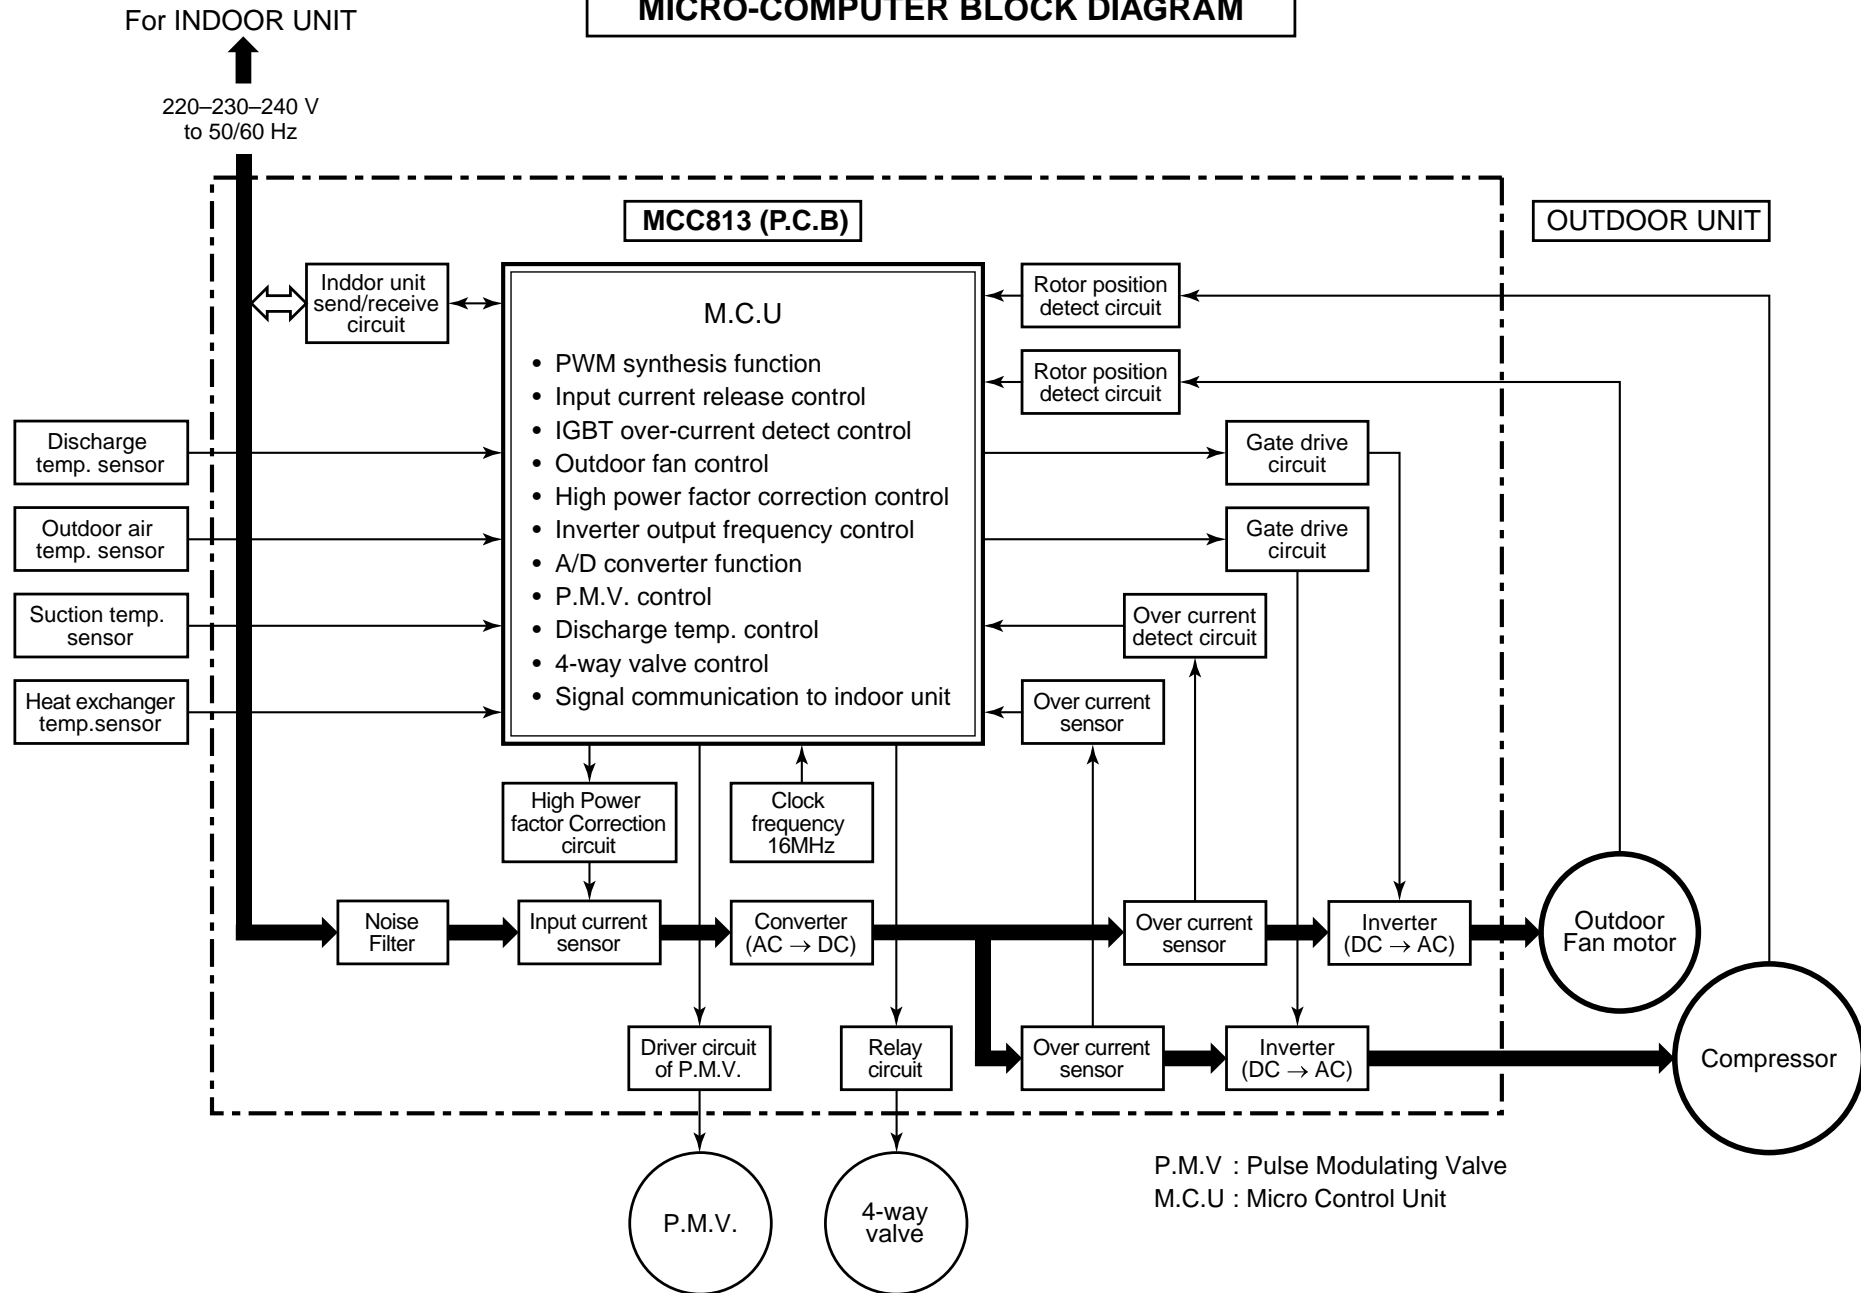 MICRO-COMPUTER BLOCK DIAGRAM
For INDOOR UNIT
220–230–240 V
to 50/60 Hz
MCC813 (P.C.B)
OUTDOOR UNIT
Inddor unit
send/receive
circuit
M.C.U
• PWM synthesis function
• Input current release control
• IGBT over-current detect control
• Outdoor fan control
• High power factor correction control
• Inverter output frequency control
• A/D converter function
• P.M.V. control
• Discharge temp. control
• 4-way valve control
• Signal communication to indoor unit
Rotor position
detect circuit
Rotor position
detect circuit
Discharge
temp. sensor
Gate drive
circuit
Outdoor air
temp. sensor
Gate drive
circuit
Suction temp.
sensor
Over current
detect circuit
Heat exchanger
temp.sensor
Over current
sensor
High Power
factor Correction
circuit
Clock
frequency
16MHz
Noise
Filter
Input current
sensor
Converter
(AC → DC)
Over current
sensor
Inverter
(DC → AC)
Outdoor
Fan motor
Driver circuit
of P.M.V.
Relay
circuit
Over current
sensor
Inverter
(DC → AC)
Compressor
P.M.V.
4-way
valve
P.M.V : Pulse Modulating Valve
M.C.U : Micro Control Unit